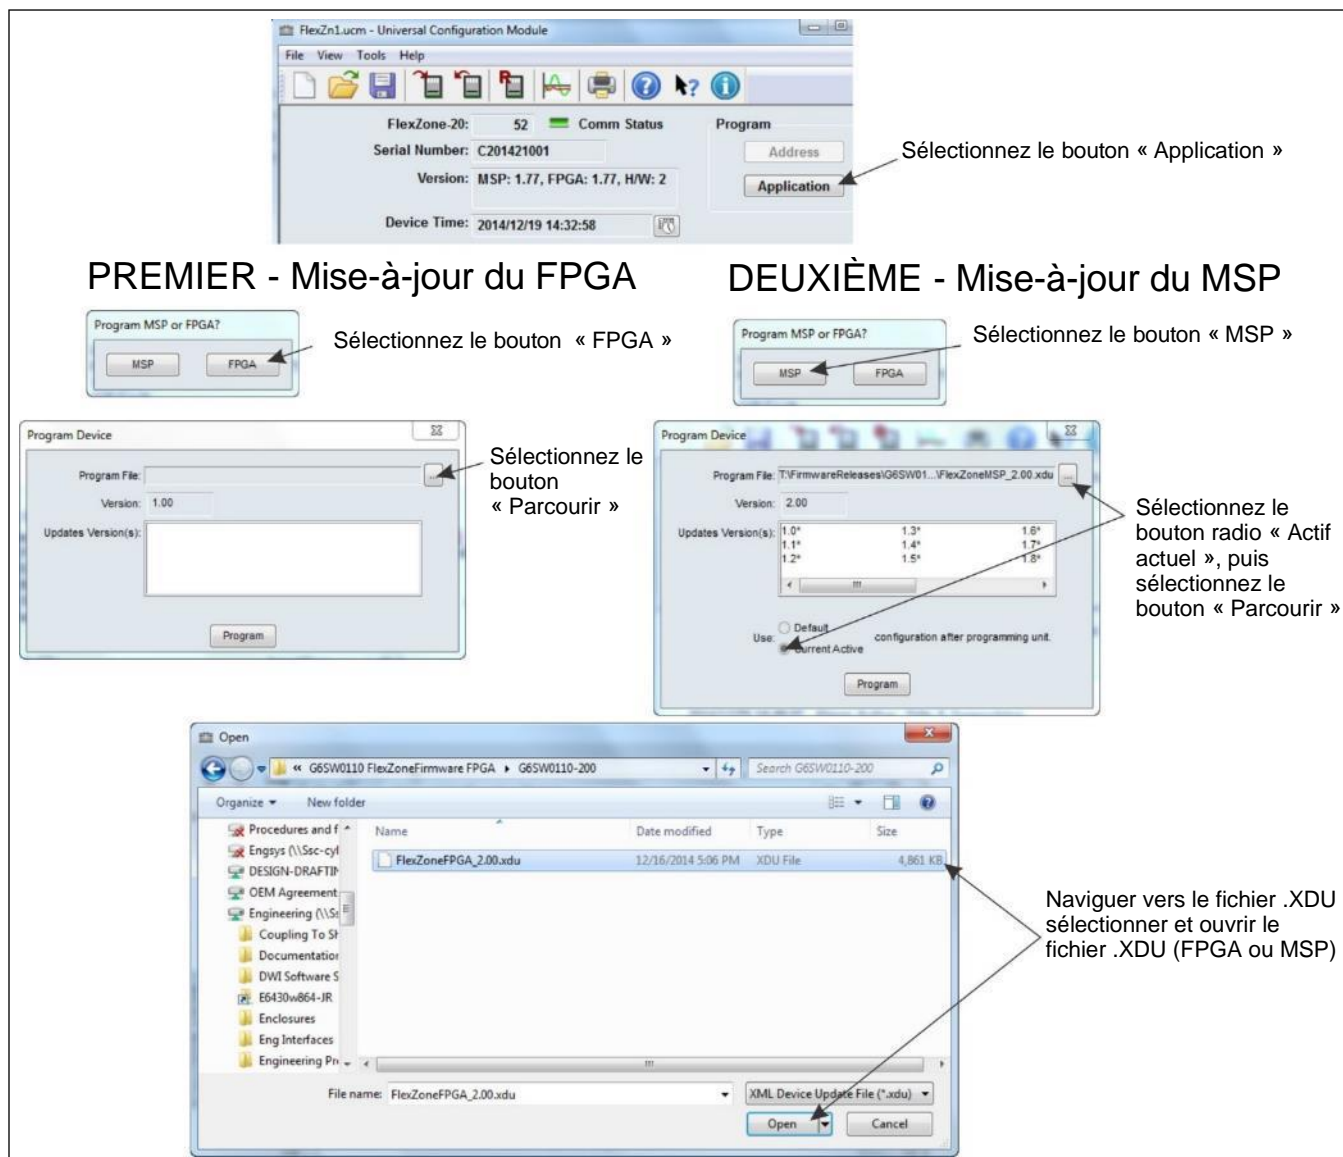 FlexZn1.ucm - Universal Configuration Module
File View Tools Help
FlexZone-20: 52 Comm Status
Program
Serial Number: C201421001
Address
Version: MSP: 1.77, FPGA: 1.77, H/W: 2
Application
Device Time: 2014/12/19 14:32:58
Sélectionnez le bouton « Application »
PREMIER - Mise-à-jour du FPGA
DEUXIÈME - Mise-à-jour du MSP
Program MSP or FPGA?
MSP FPGA
Sélectionnez le bouton « FPGA »
Program MSP or FPGA?
MSP FPGA
Sélectionnez le bouton « MSP »
Program Device
Program File: ...
Version: 1.00
Updates Version(s):
Program
Sélectionnez le
bouton
« Parcourir »
Program Device
Program File: T:\FirmwareReleases\G6SW01...\FlexZoneMSP_2.00.xdu ...
Version: 2.00
Updates Version(s): 1.0* 1.3* 1.6*
1.1* 1.4* 1.7*
1.2* 1.5* 1.8*
Use: Default
Current Active
configuration after programming unit.
Program
Sélectionnez le
bouton radio « Actif
actuel », puis
sélectionnez le
bouton « Parcourir »
Open
« G6SW0110 FlexZoneFirmware FPGA G6SW0110-200
Search G6SW0110-200
Organize New folder
Name Date modified Type Size
FlexZoneFPGA_2.00.xdu 12/16/2014 5:06 PM XDU File 4,861 KB
Procedures and f
Engsys (\\Ssc-cyl
DESIGN-DRAFTIN
OEM Agreement
Engineering (\\Ss
Coupling To Sh
Documentation
DWI Software S
E6430w864-JR
Enclosures
Eng Interfaces
Engineering Pr
File name: FlexZoneFPGA_2.00.xdu
XML Device Update File (*.xdu)
Open Cancel
Naviguer vers le fichier .XDU
sélectionner et ouvrir le
fichier .XDU (FPGA ou MSP)